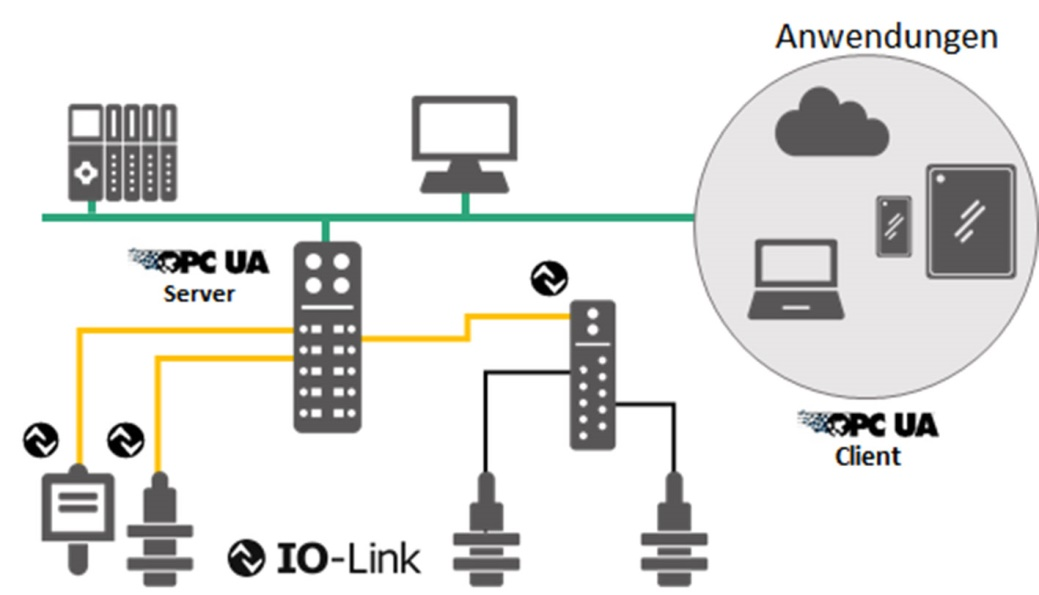 Anwendungen
OPC UA
Server
OPC UA
Client
IO-Link